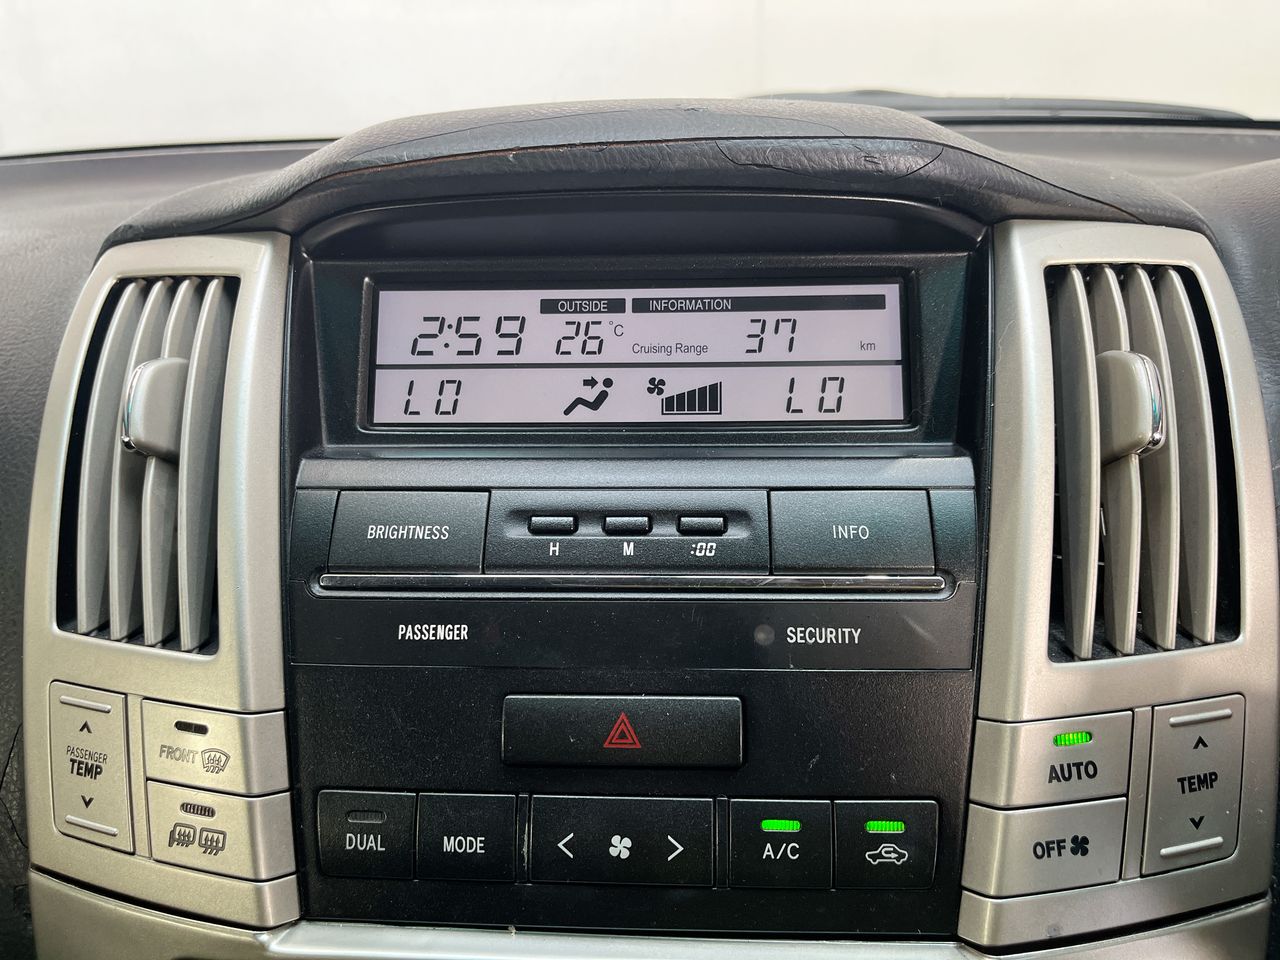 OUTSIDE INFORMATION
2:59 26°C Cruising Range 37 km
LO LO
BRIGHTNESS H M :00 INFO
PASSENGER SECURITY
PASSENGER
TEMP
FRONT
AUTO
TEMP
DUAL MODE < > A/C
OFF